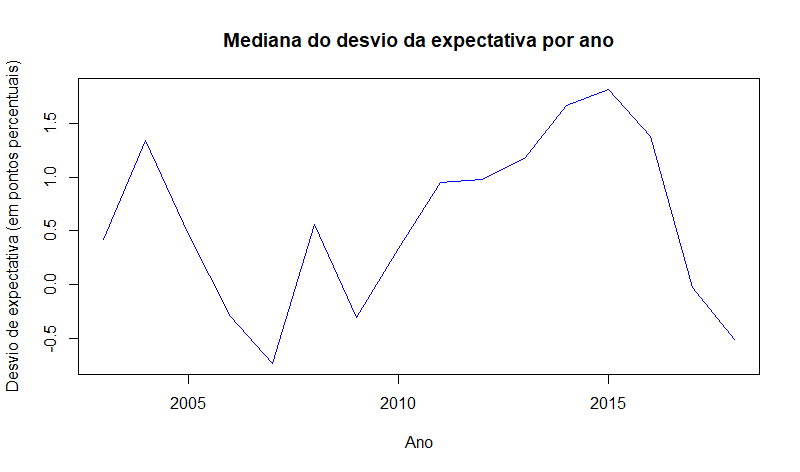 Mediana do desvio da expectativa por ano
Desvio de expectativa (em pontos percentuais)
1.5
1.0
0.5
0.0
-0.5
2005
2010
2015
Ano